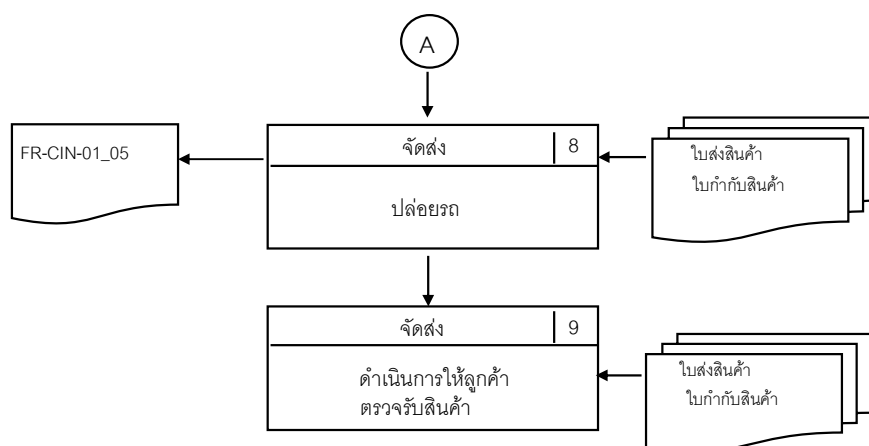 A
FR-CIN-01_05
จัดส่ง 8
ปล่อยรถ
ใบส่งสินค้า
ใบกำกับสินค้า
จัดส่ง 9
ดำเนินการให้ลูกค้า
ตรวจรับสินค้า
ใบส่งสินค้า
ใบกำกับสินค้า